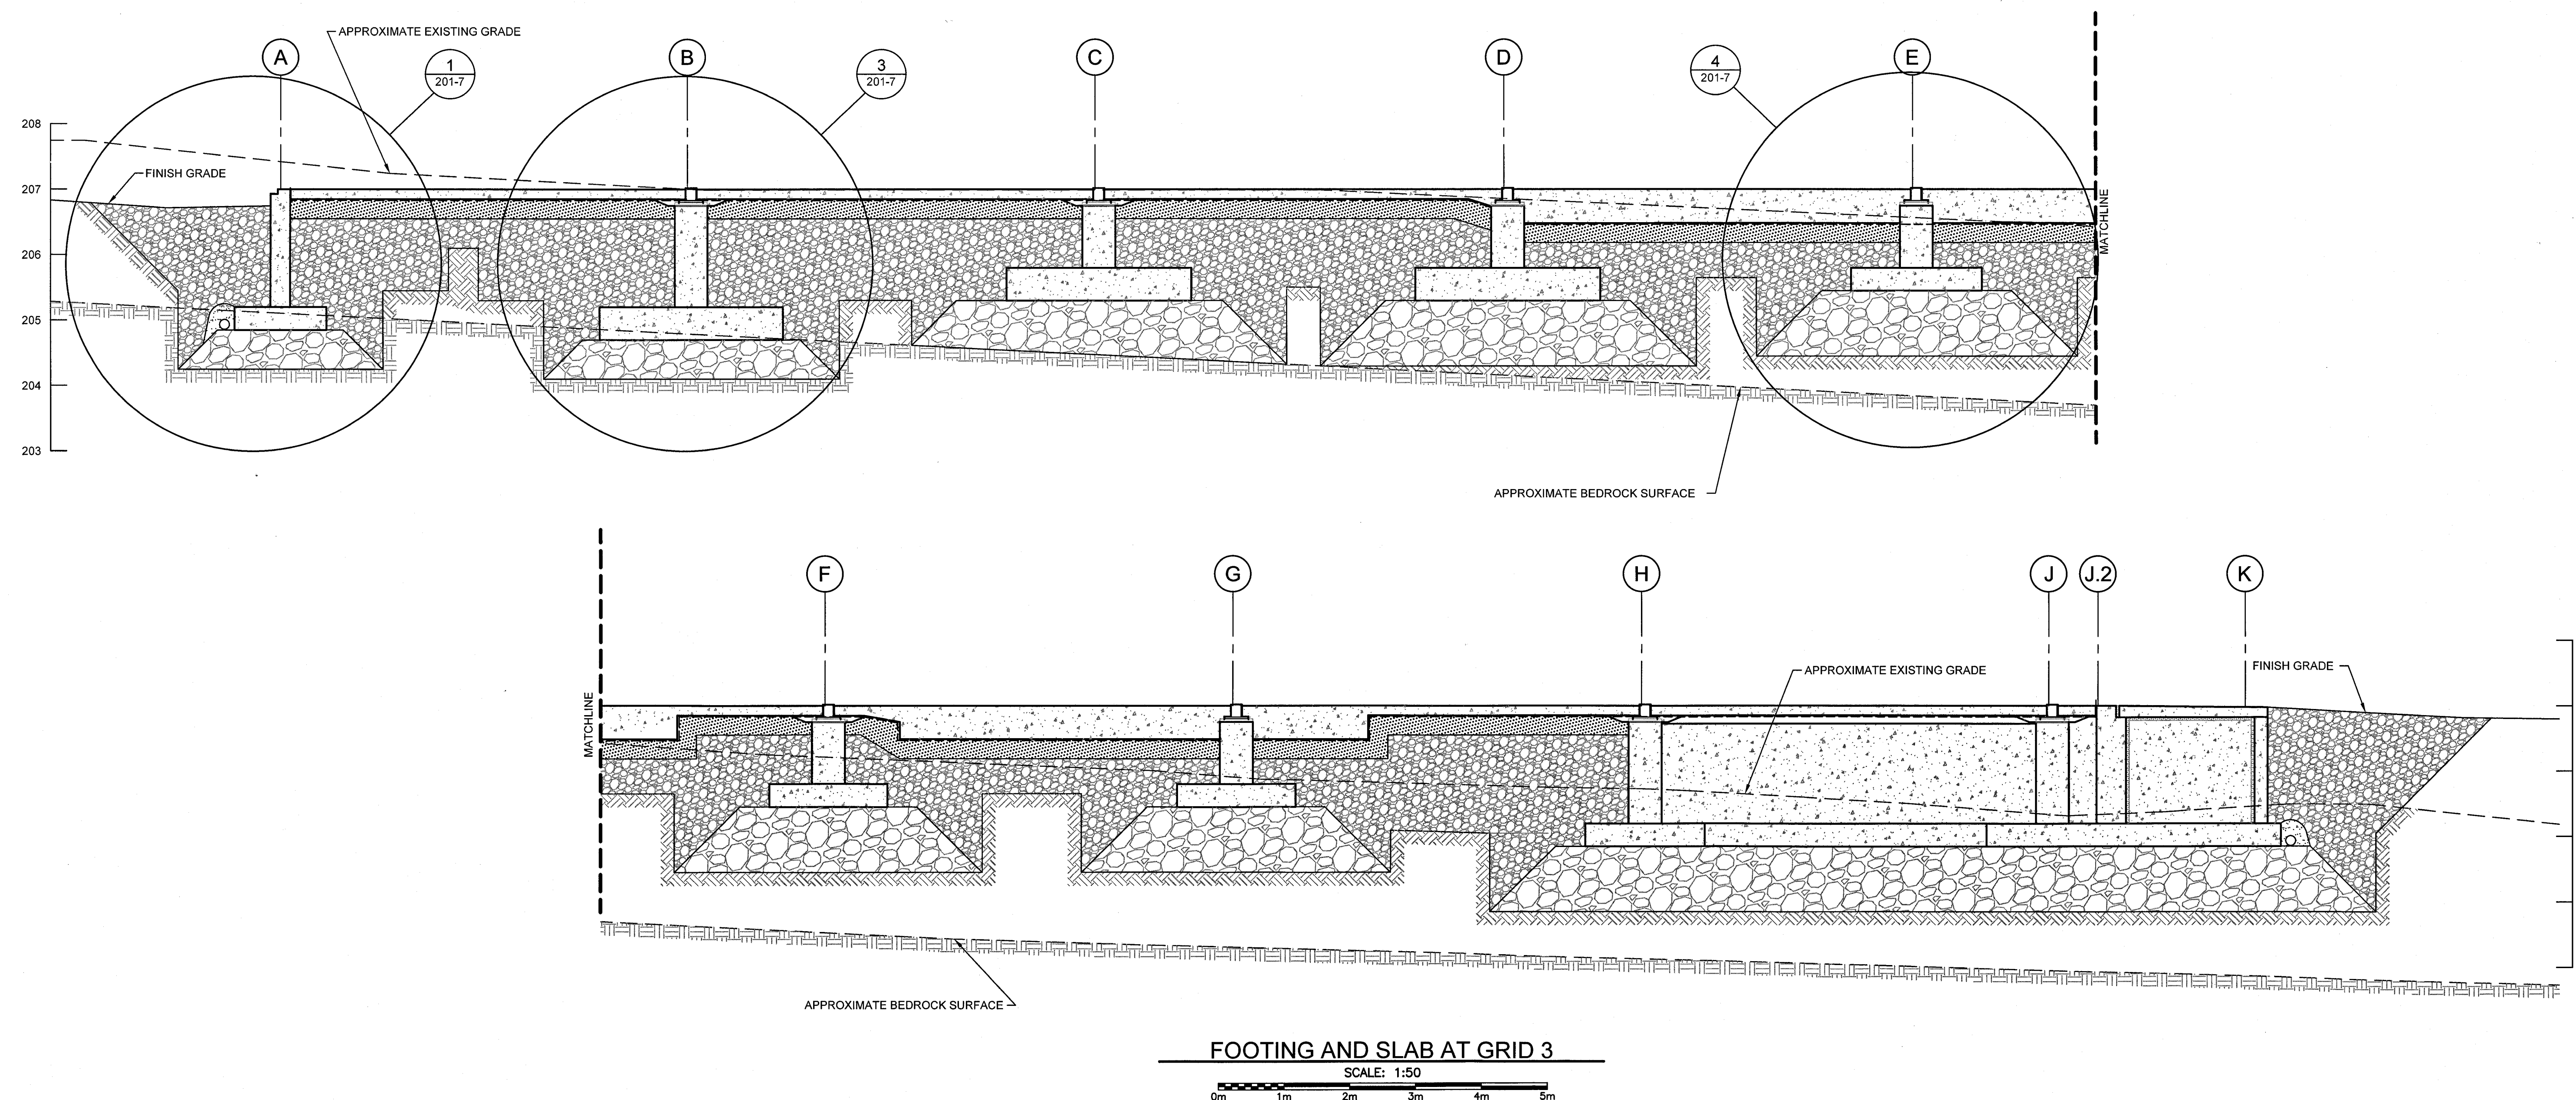 APPROXIMATE EXISTING GRADE
A
1
201-7
B
3
201-7
C
D
4
201-7
E
208
207
206
205
204
203
FINISH GRADE
MATCHLINE
APPROXIMATE BEDROCK SURFACE
F
G
H
J
J.2
K
MATCHLINE
APPROXIMATE EXISTING GRADE
FINISH GRADE
APPROXIMATE BEDROCK SURFACE
FOOTING AND SLAB AT GRID 3
SCALE: 1:50
0m 1m 2m 3m 4m 5m